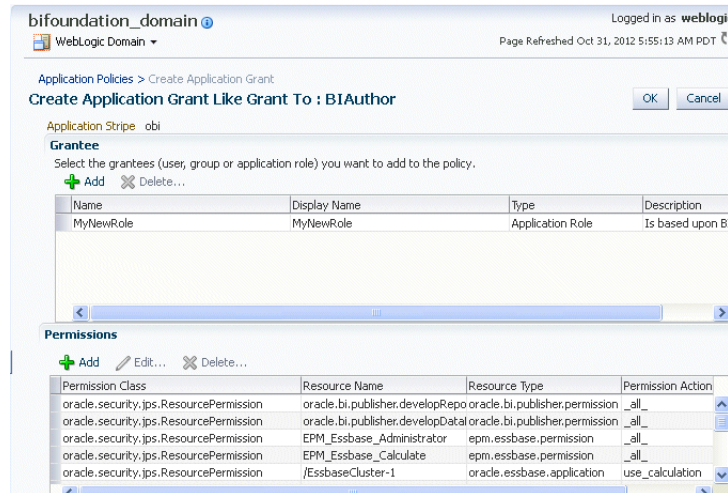 bifoundation_domain
Logged in as weblogi
WebLogic Domain
Page Refreshed Oct 31, 2012 5:55:13 AM PDT
Application Policies > Create Application Grant
Create Application Grant Like Grant To : BIAuthor
OK Cancel
Application Stripe obi
Grantee
Select the grantees (user, group or application role) you want to add to the policy.
Add Delete...
Name Display Name Type Description
MyNewRole MyNewRole Application Role Is based upon B
Permissions
Add Edit... Delete...
Permission Class Resource Name Resource Type Permission Action
oracle.security.jps.ResourcePermission oracle.bi.publisher.developRepo oracle.bi.publisher.permission _all_
oracle.security.jps.ResourcePermission oracle.bi.publisher.developDatal oracle.bi.publisher.permission _all_
oracle.security.jps.ResourcePermission EPM_Essbase_Administrator epm.essbase.permission _all_
oracle.security.jps.ResourcePermission EPM_Essbase_Calculate epm.essbase.permission _all_
oracle.security.jps.ResourcePermission /EssbaseCluster-1 oracle.essbase.application use_calculation